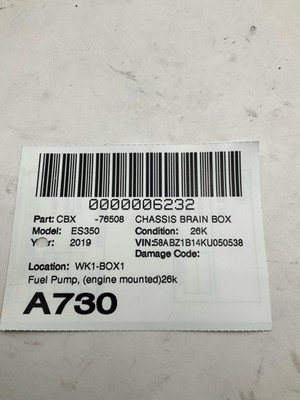 0000006232
Part: CBX -76508 CHASSIS BRAIN BOX
Model: ES350 Condition: 26K
Year: 2019 VIN:58ABZ1B14KU050538
Damage Code:
Location: WK1-BOX1
Fuel Pump, (engine mounted)26k
A730